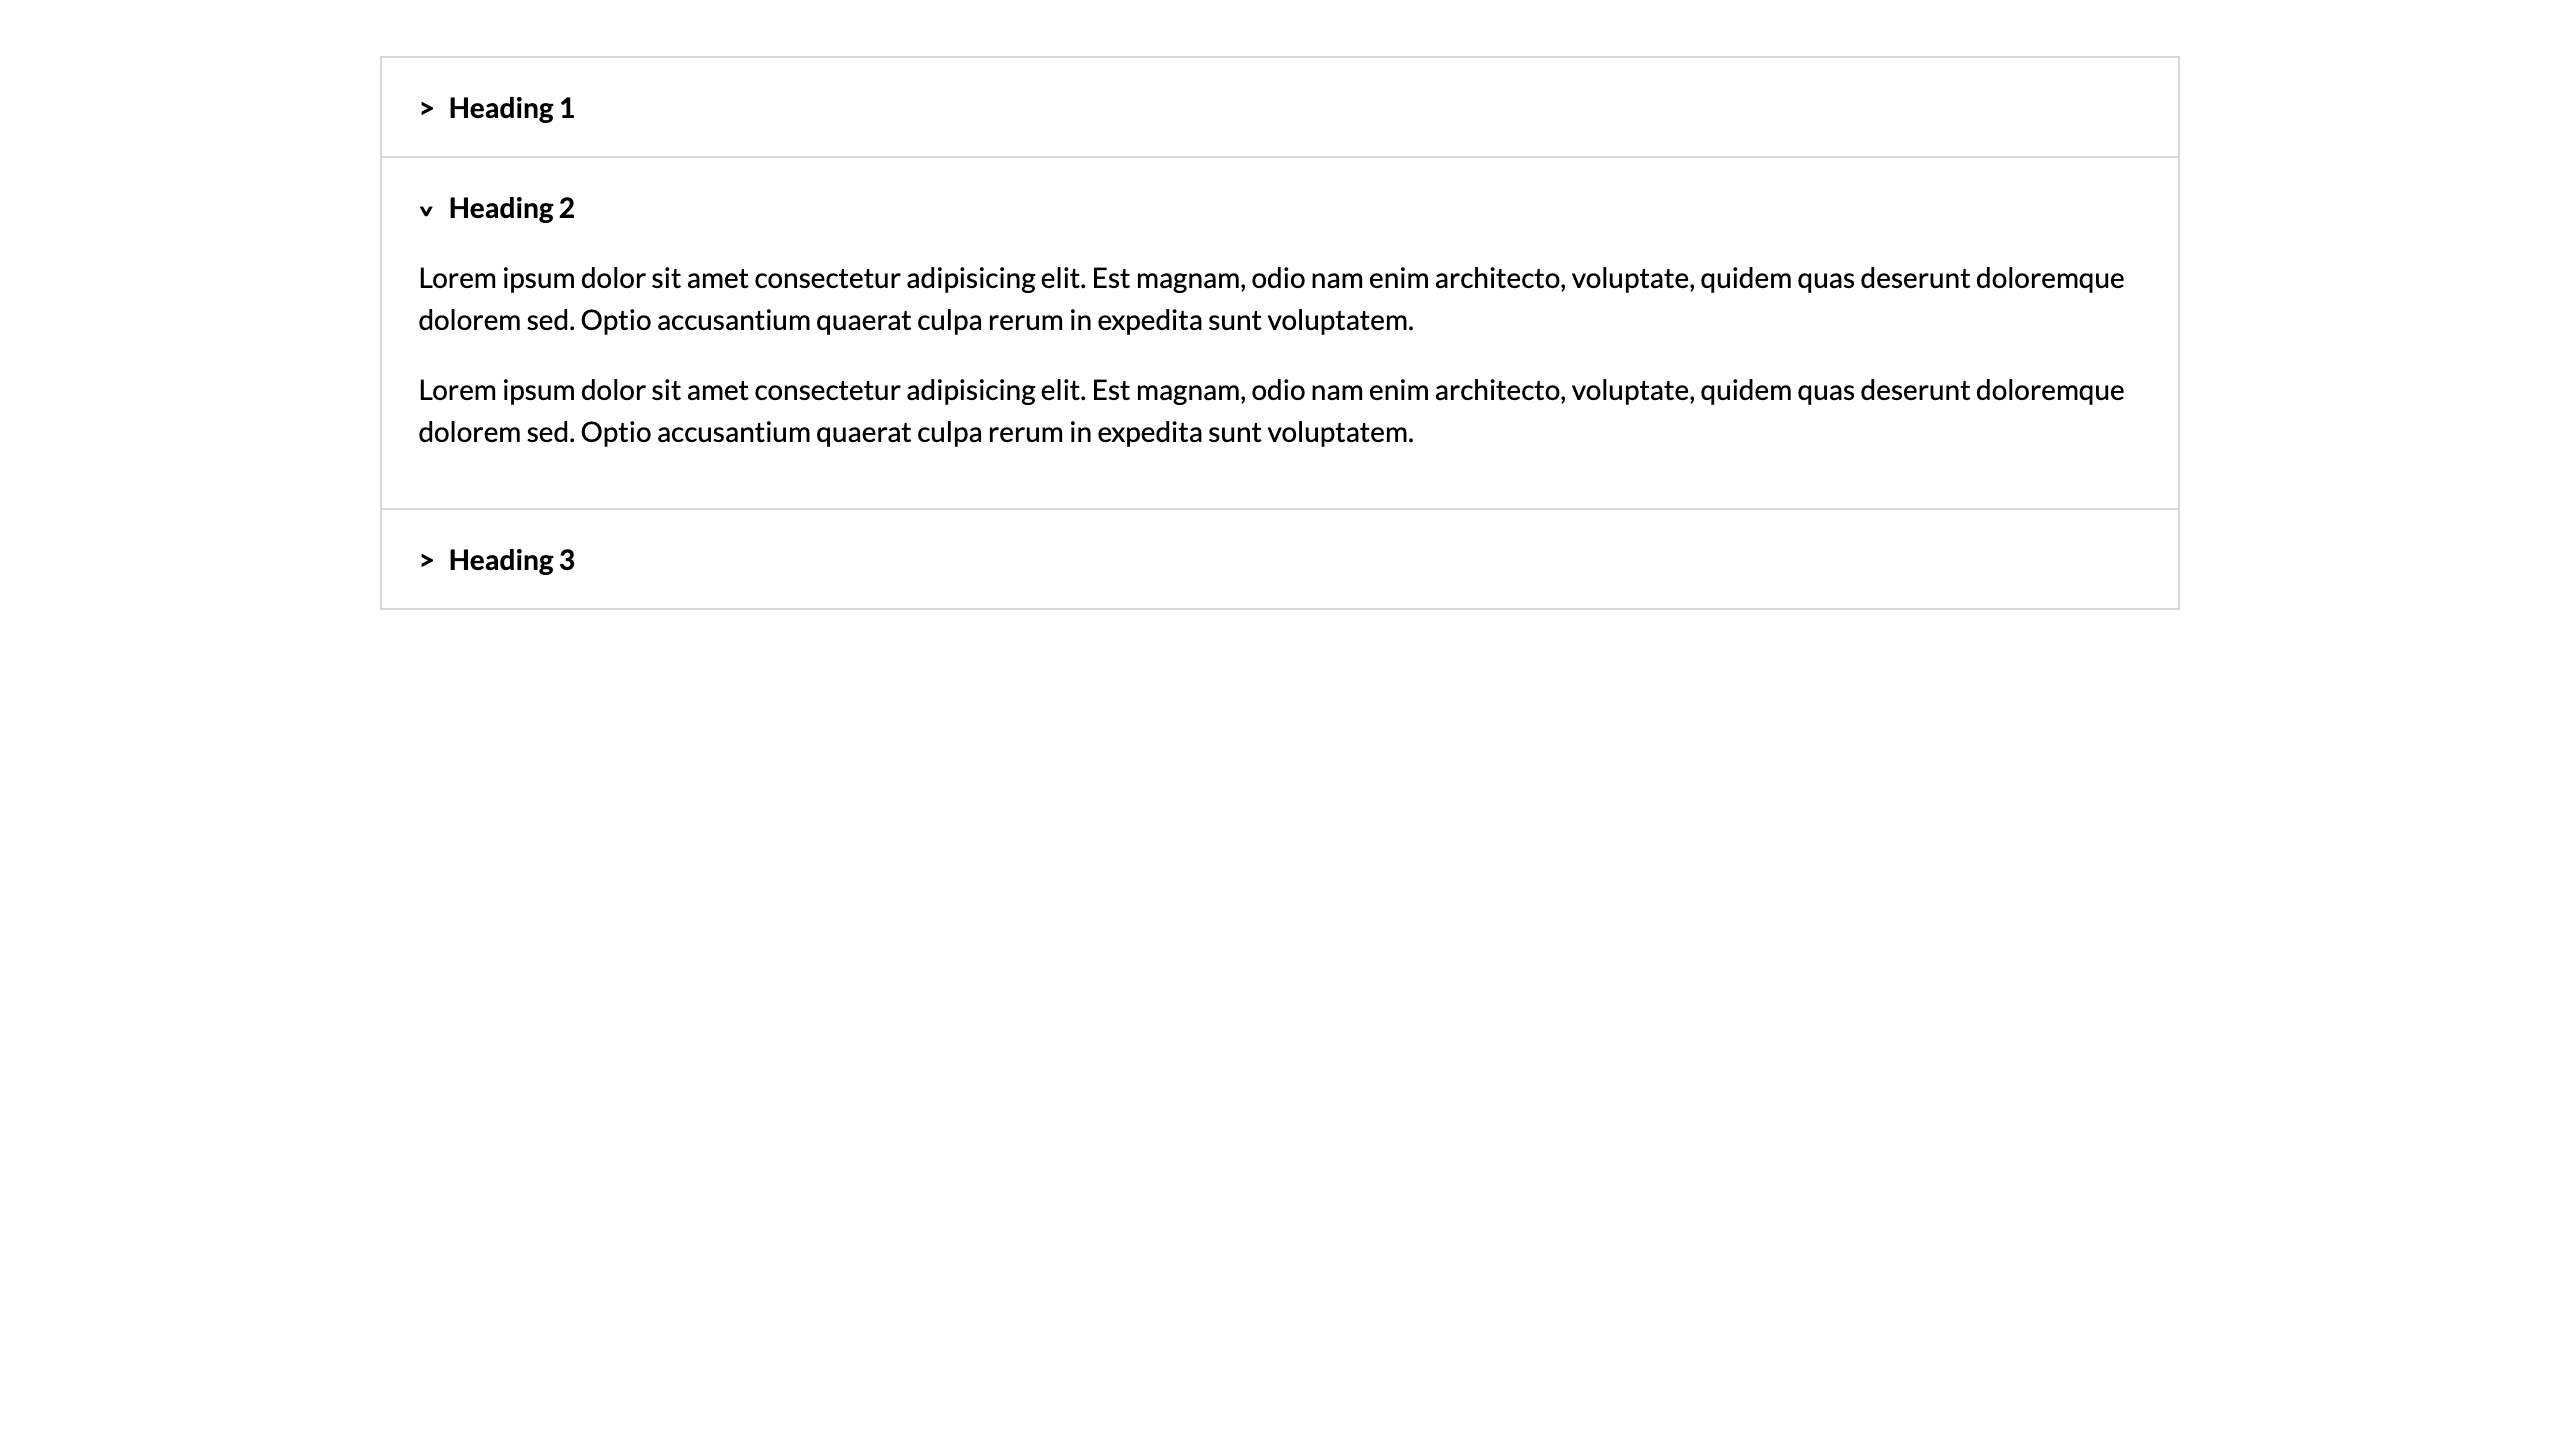 > Heading 1
v Heading 2
Lorem ipsum dolor sit amet consectetur adipisicing elit. Est magnam, odio nam enim architecto, voluptate, quidem quas deserunt doloremque
dolorem sed. Optio accusantium quaerat culpa rerum in expedita sunt voluptatem.
Lorem ipsum dolor sit amet consectetur adipisicing elit. Est magnam, odio nam enim architecto, voluptate, quidem quas deserunt doloremque
dolorem sed. Optio accusantium quaerat culpa rerum in expedita sunt voluptatem.
> Heading 3